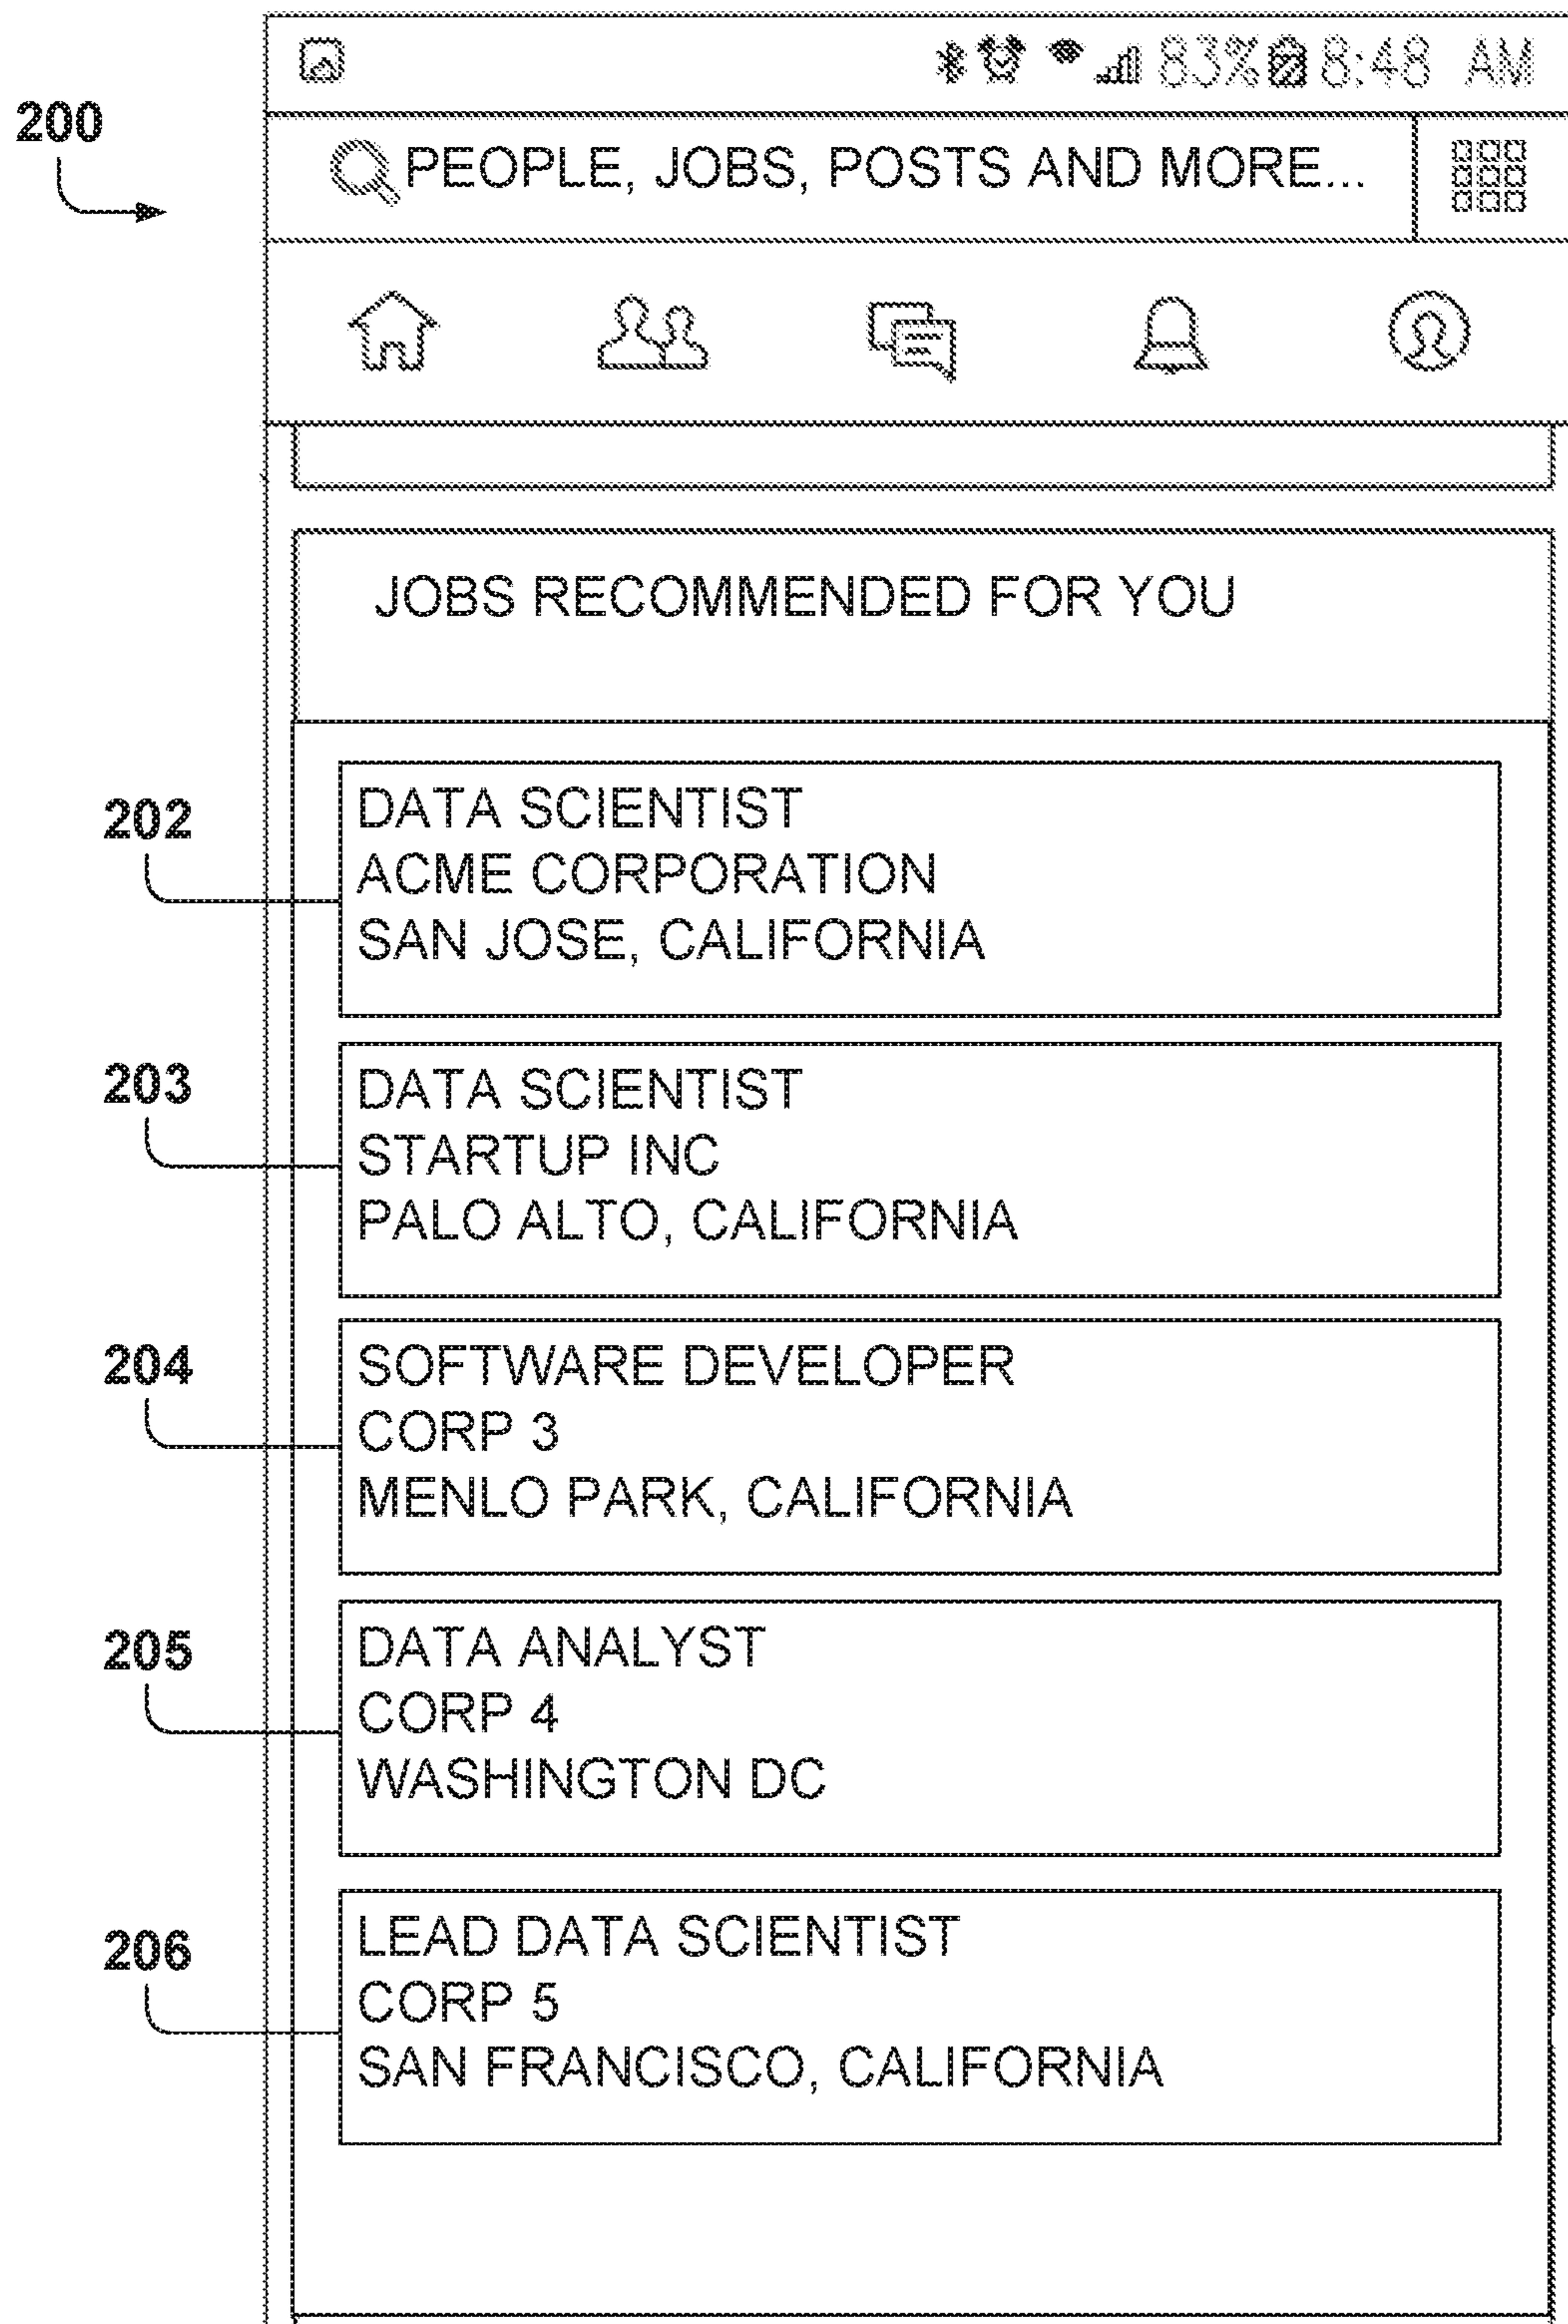 83% 8:48 AM
200
PEOPLE, JOBS, POSTS AND MORE...
JOBS RECOMMENDED FOR YOU
202
DATA SCIENTIST
ACME CORPORATION
SAN JOSE, CALIFORNIA
203
DATA SCIENTIST
STARTUP INC
PALO ALTO, CALIFORNIA
204
SOFTWARE DEVELOPER
CORP 3
MENLO PARK, CALIFORNIA
205
DATA ANALYST
CORP 4
WASHINGTON DC
206
LEAD DATA SCIENTIST
CORP 5
SAN FRANCISCO, CALIFORNIA